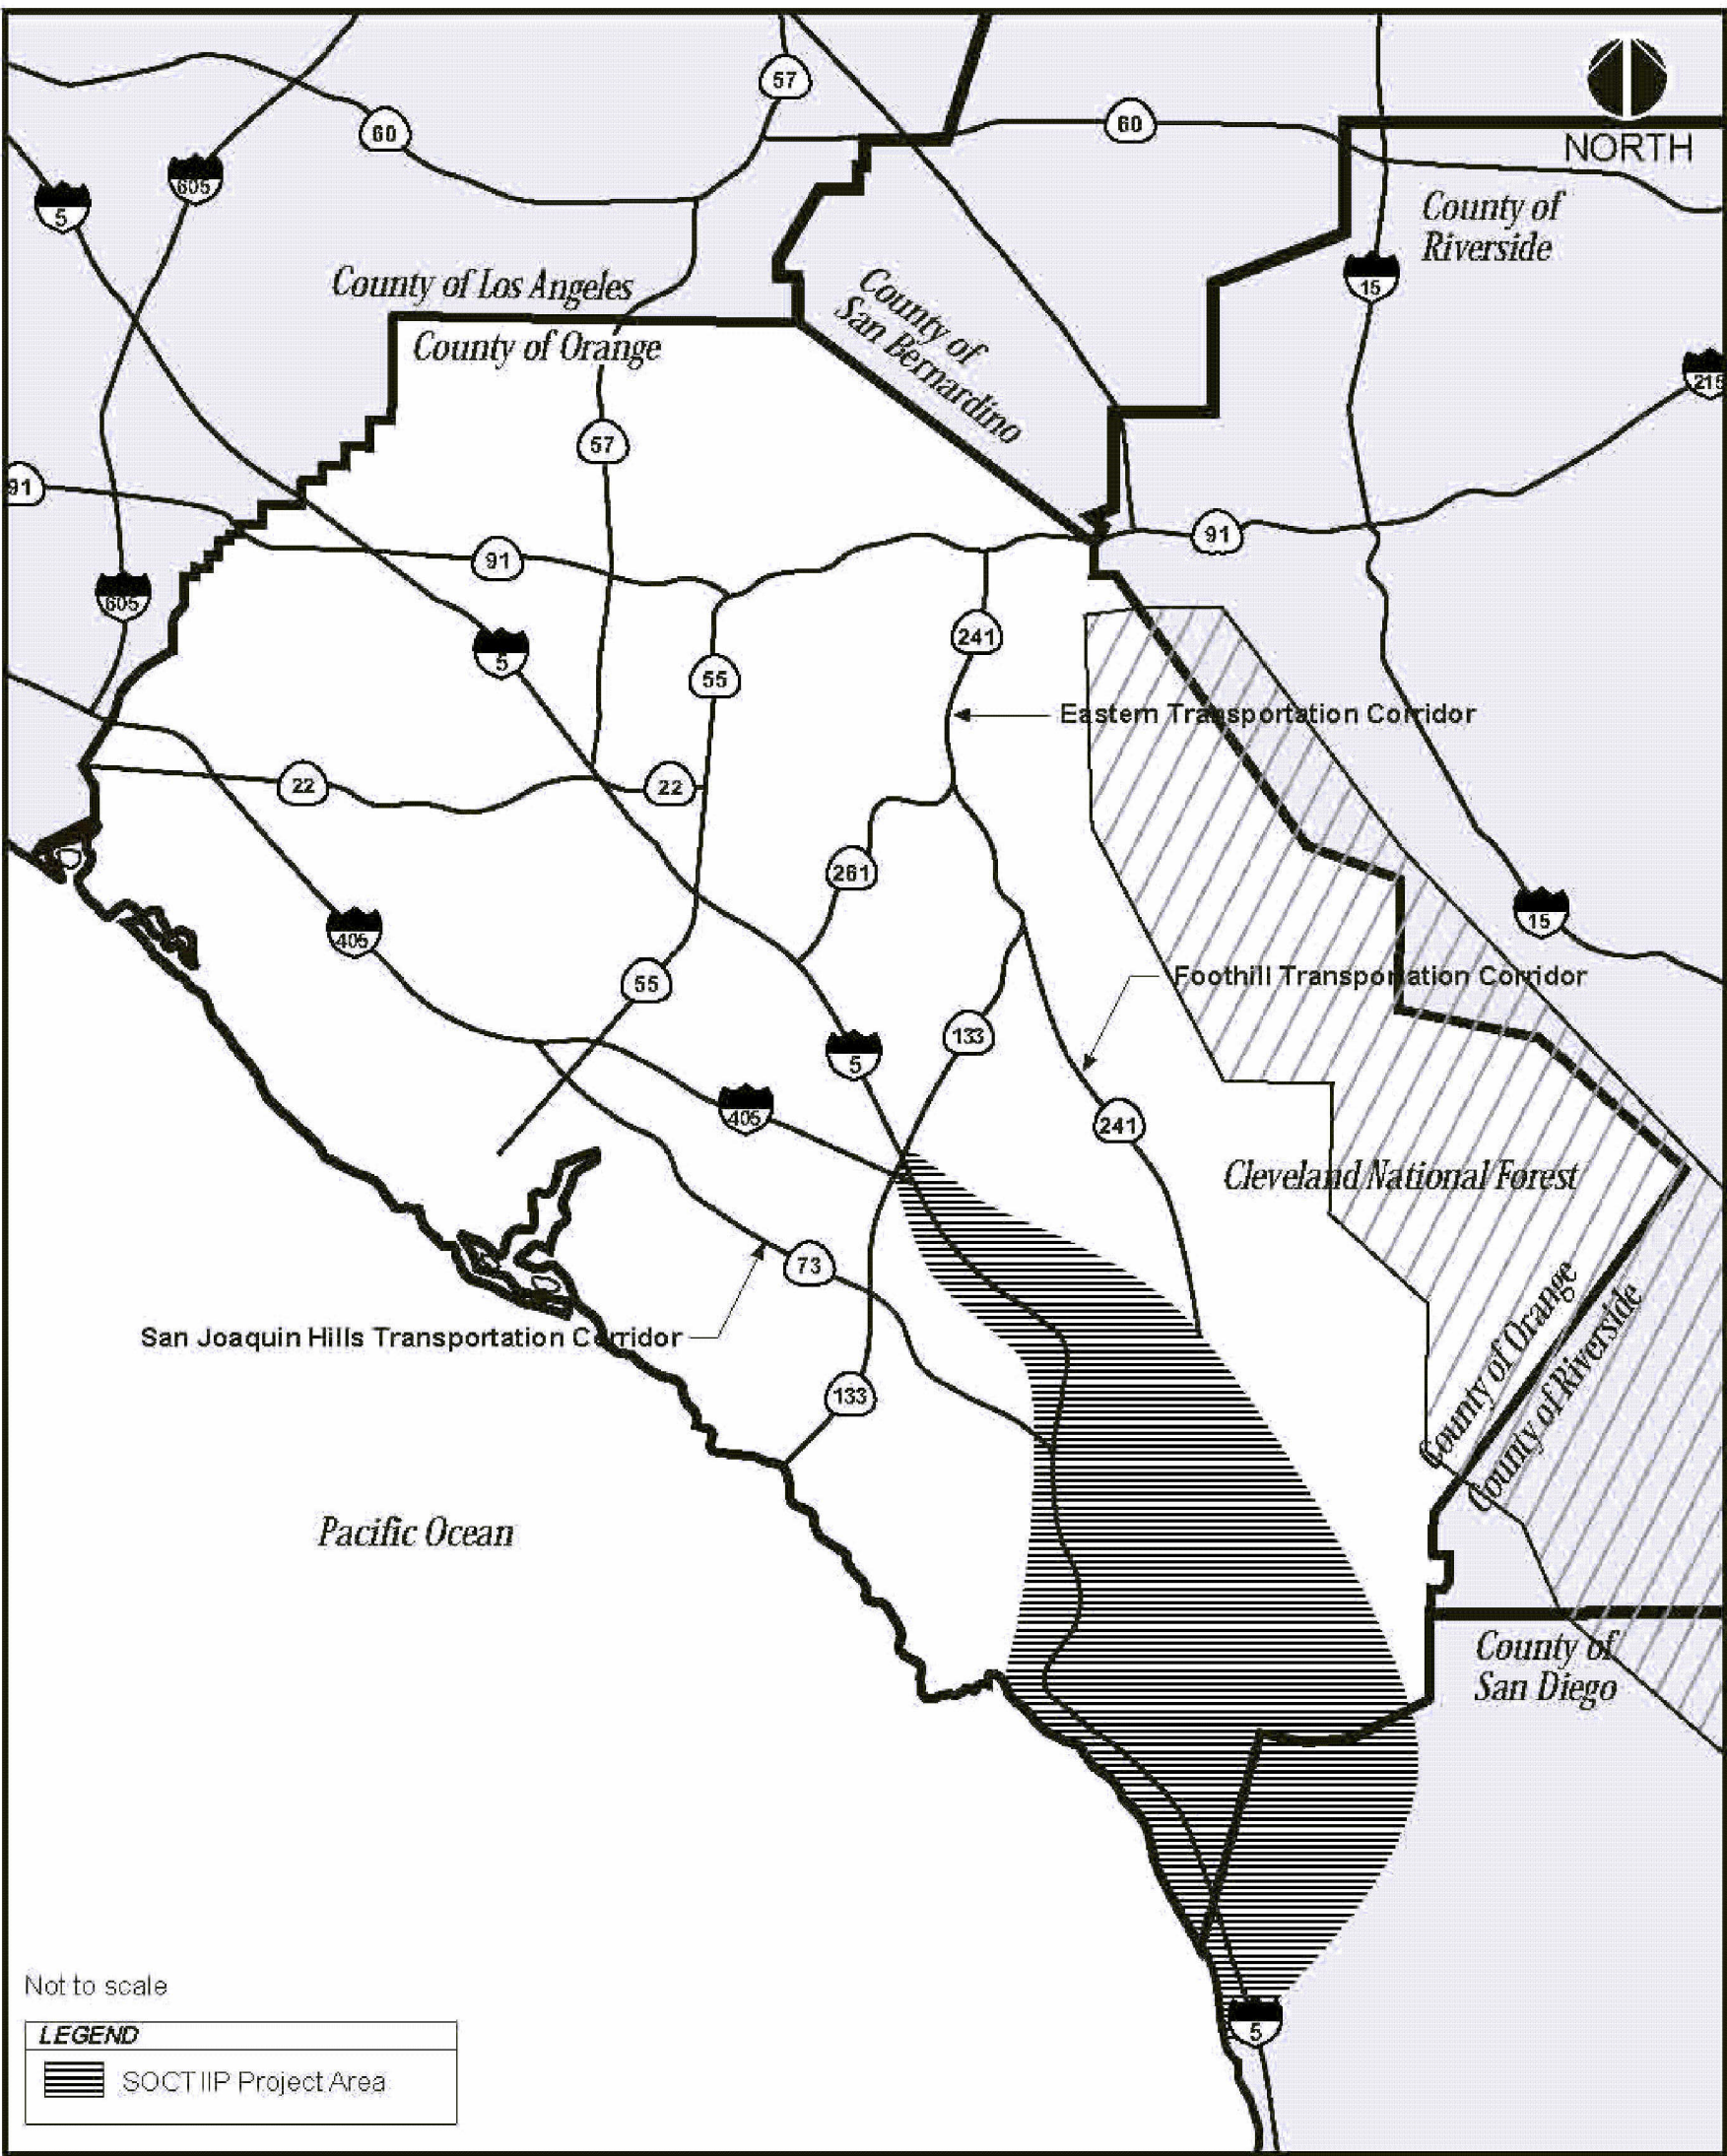 57
60
60
NORTH
605
5
County of
Riverside
15
County of Los Angeles
County of Orange
County of
San Bernardino
215
57
91
91
91
605
5
241
55
Eastern Transportation Corridor
22
22
261
15
405
55
Foothill Transportation Corridor
133
5
405
241
Cleveland National Forest
73
San Joaquin Hills Transportation Corridor
County of Orange
County of Riverside
133
Pacific Ocean
County of
San Diego
Not to scale
LEGEND
SOCTIIP Project Area
5